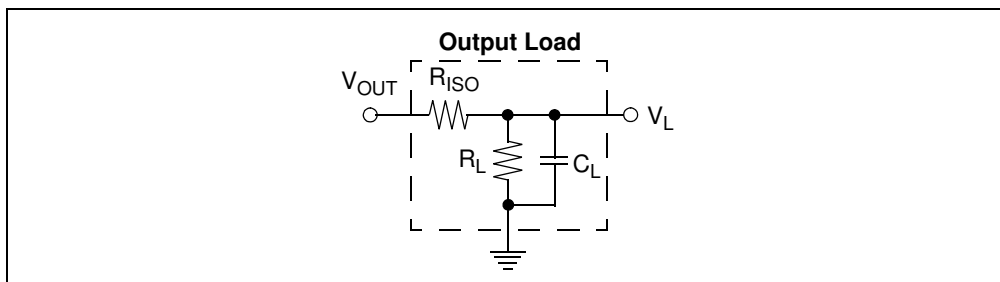 Output Load
V_OUT
R_ISO
V_L
R_L
C_L